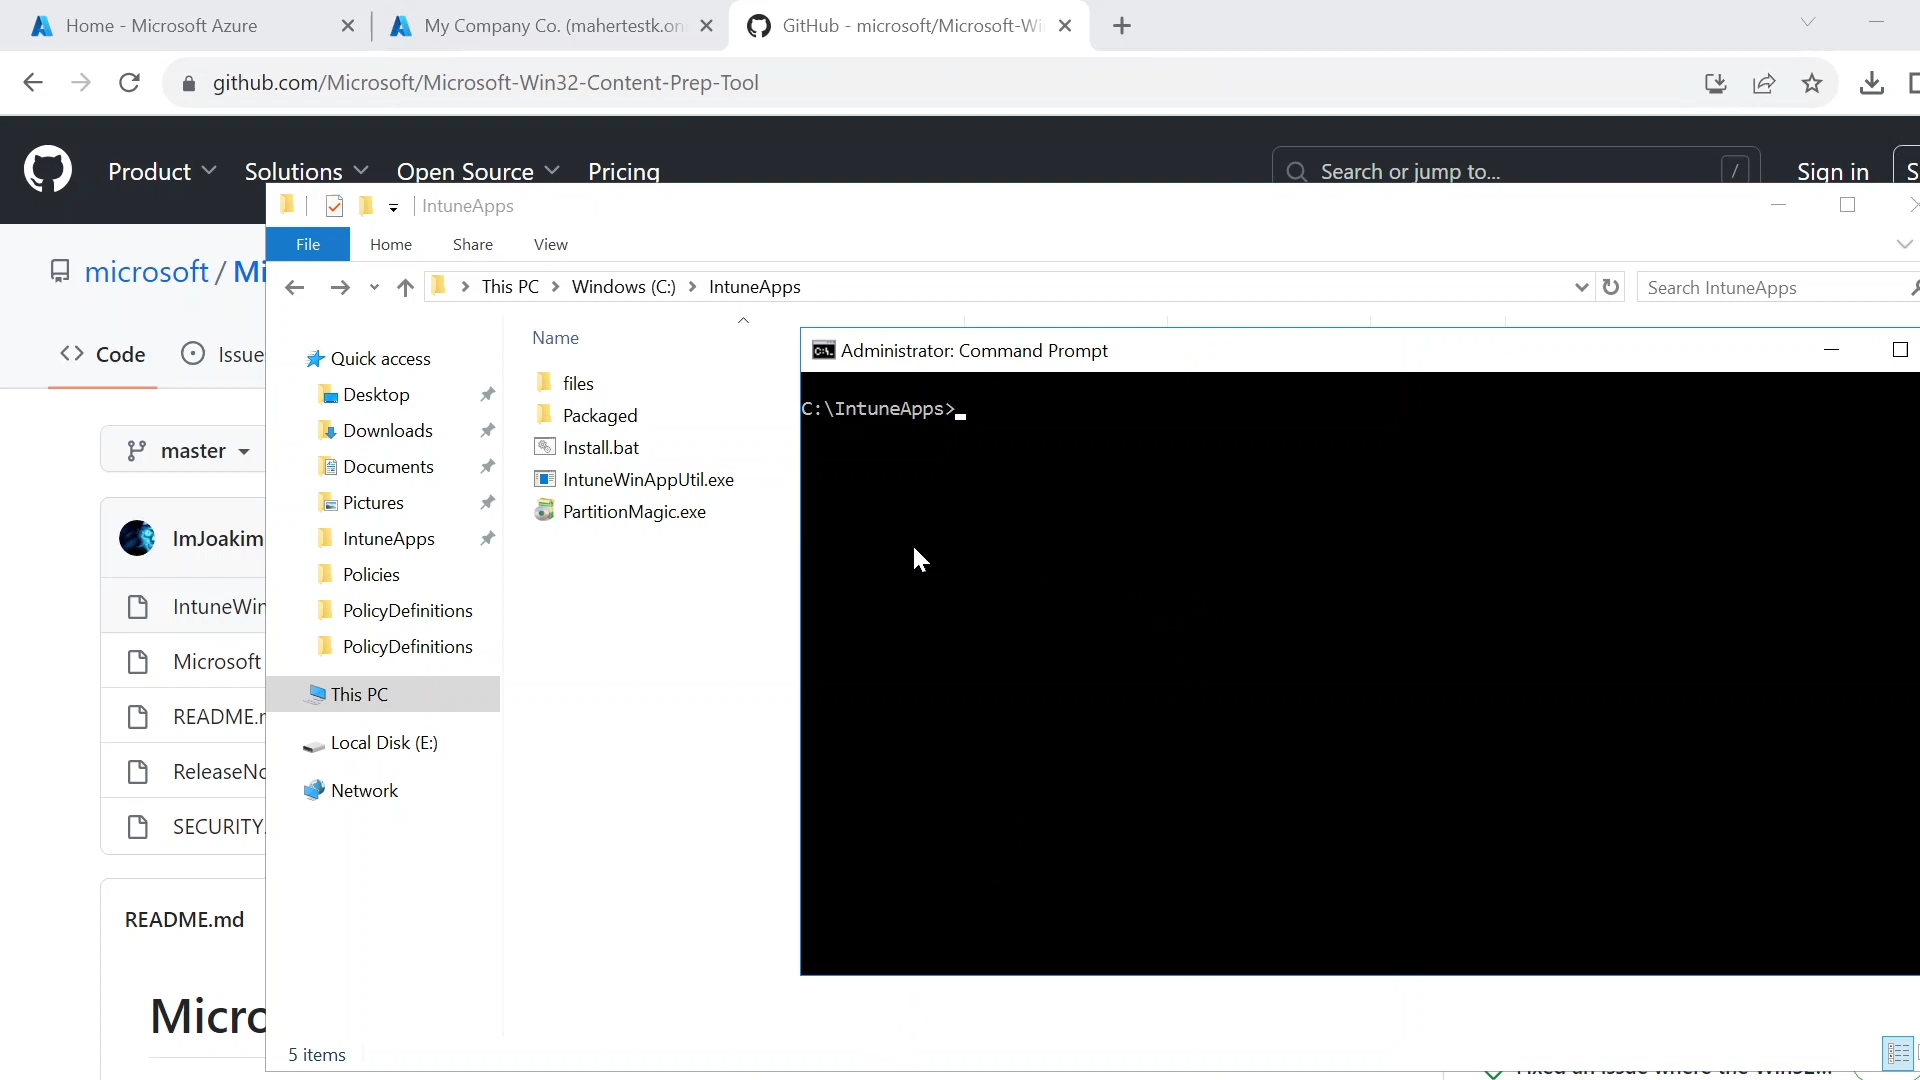 Home - Microsoft Azure
My Company Co. (mahertestk.on
GitHub - microsoft/Microsoft-Wi
github.com/Microsoft/Microsoft-Win32-Content-Prep-Tool
Product
Solutions
Open Source
Pricing
Search or jump to...
/
Sign in
S
IntuneApps
File
Home
Share
View
microsoft / Mi
This PC > Windows (C:) > IntuneApps
Search IntuneApps
Code
Issue
Name
Quick access
Desktop
Downloads
Documents
Pictures
IntuneApps
Policies
PolicyDefinitions
PolicyDefinitions
This PC
Local Disk (E:)
Network
files
Packaged
Install.bat
IntuneWinAppUtil.exe
PartitionMagic.exe
Administrator: Command Prompt
C:\IntuneApps>
master
ImJoakim
IntuneWin
Microsoft
README.m
ReleaseNo
SECURITY.
README.md
Micro
5 items